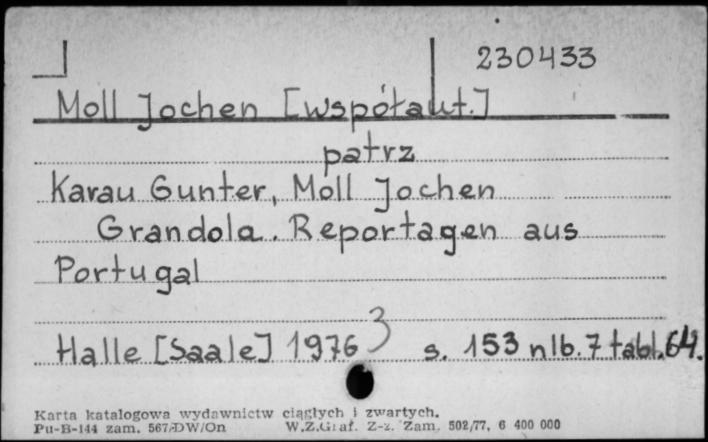 230433
Moll Jochen [współaut.]
patrz
Karau Gunter, Moll Jochen
Grandola. Reportagen aus
Portugal
Halle [Saale] 1976 3 s. 153 nlb. 7 tabl. 64.
Karta katalogowa wydawnictw ciągłych i zwartych.
Pu-B-144 zam. 567/DW/On W.Z.Graf. Z-z. Zam. 502/77, 6 400 000